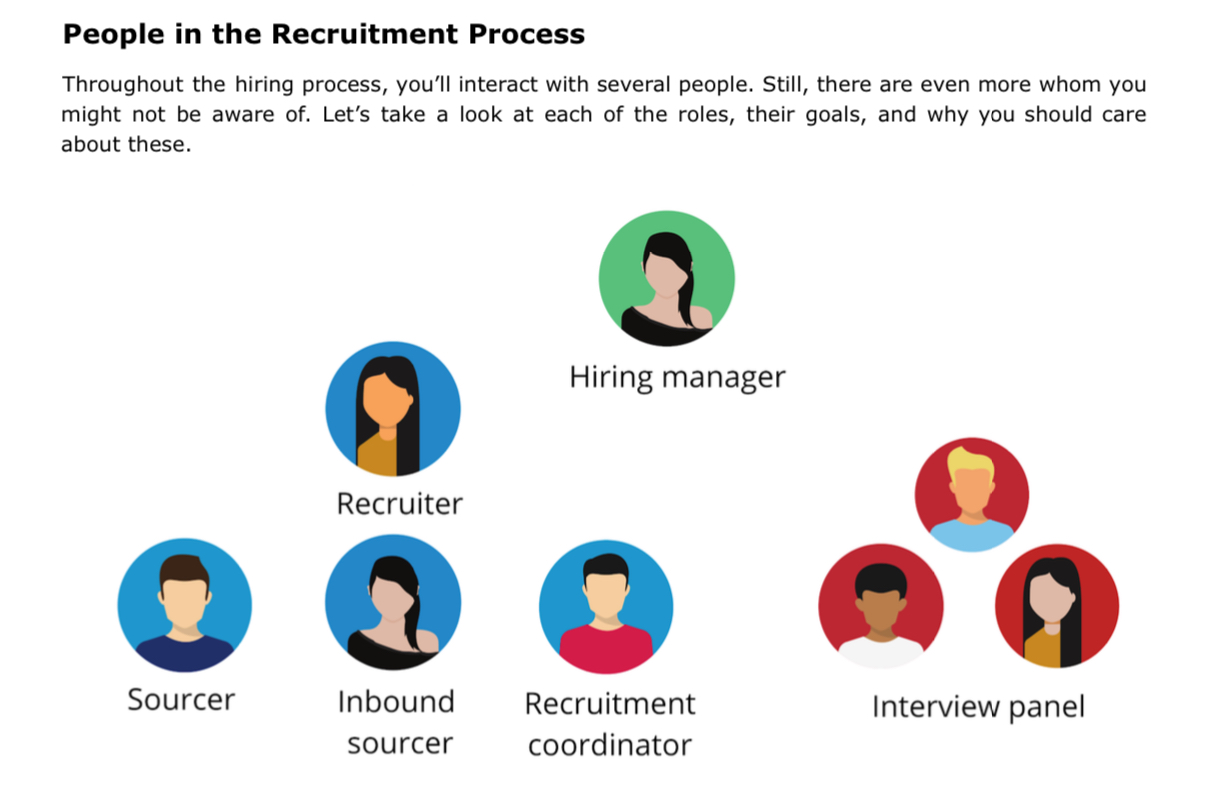 People in the Recruitment Process
Throughout the hiring process, you’ll interact with several people. Still, there are even more whom you
might not be aware of. Let’s take a look at each of the roles, their goals, and why you should care
about these.
Hiring manager
Recruiter
Sourcer
Inbound
sourcer
Recruitment
coordinator
Interview panel